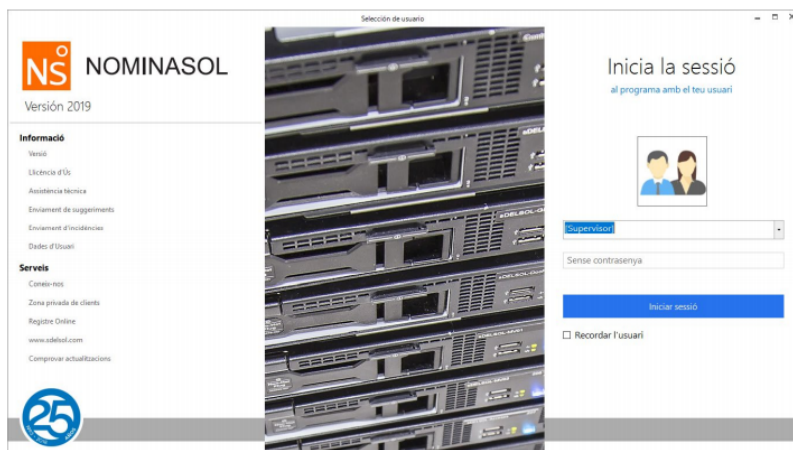 Selección de usuario
NS
NOMINASOL
Versión 2019
Informació
Versió
Llicència d'Ús
Assistència tècnica
Enviament de suggeriments
Enviament d'incidències
Dades d'Usuari
Serveis
Coneix-nos
Zona privada de clients
Registre Online
www.sdelsol.com
Comprovar actualitzacions
25
Inicia la sessió
al programa amb el teu usuari
(Supervisor)
Sense contrasenya
Iniciar sessió
Recordar l'usuari